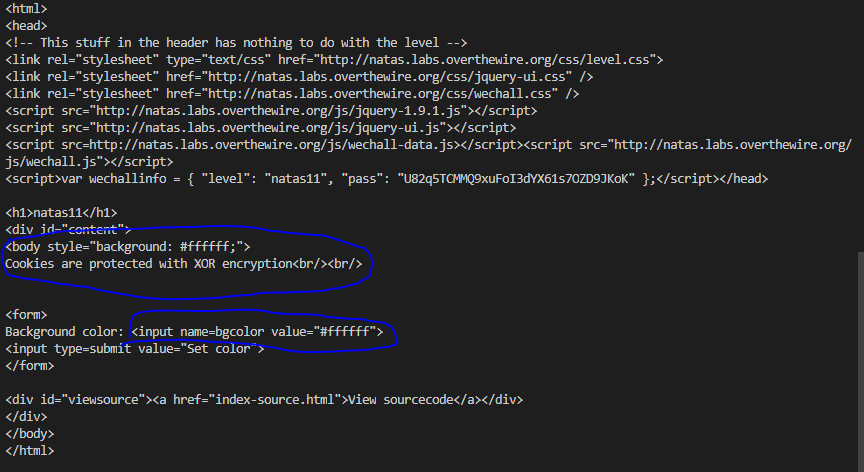 <html>
<head>
<!-- This stuff in the header has nothing to do with the level -->
<link rel="stylesheet" type="text/css" href="http://natas.labs.overthewire.org/css/level.css">
<link rel="stylesheet" href="http://natas.labs.overthewire.org/css/jquery-ui.css" />
<link rel="stylesheet" href="http://natas.labs.overthewire.org/css/wechall.css" />
<script src="http://natas.labs.overthewire.org/js/jquery-1.9.1.js"></script>
<script src="http://natas.labs.overthewire.org/js/jquery-ui.js"></script>
<script src=http://natas.labs.overthewire.org/js/wechall-data.js></script><script src="http://natas.labs.overthewire.org/
js/wechall.js"></script>
<script>var wechallinfo = { "level": "natas11", "pass": "U82q5TCMMQ9xuFoI3dYX61s7OZD9JKoK" };</script></head>
<h1>natas11</h1>
<div id="content">
<body style="background: #ffffff;">
Cookies are protected with XOR encryption<br/><br/>
<form>
Background color: <input name=bgcolor value="#ffffff">
<input type=submit value="Set color">
</form>
<div id="viewsource"><a href="index-source.html">View sourcecode</a></div>
</div>
</body>
</html>